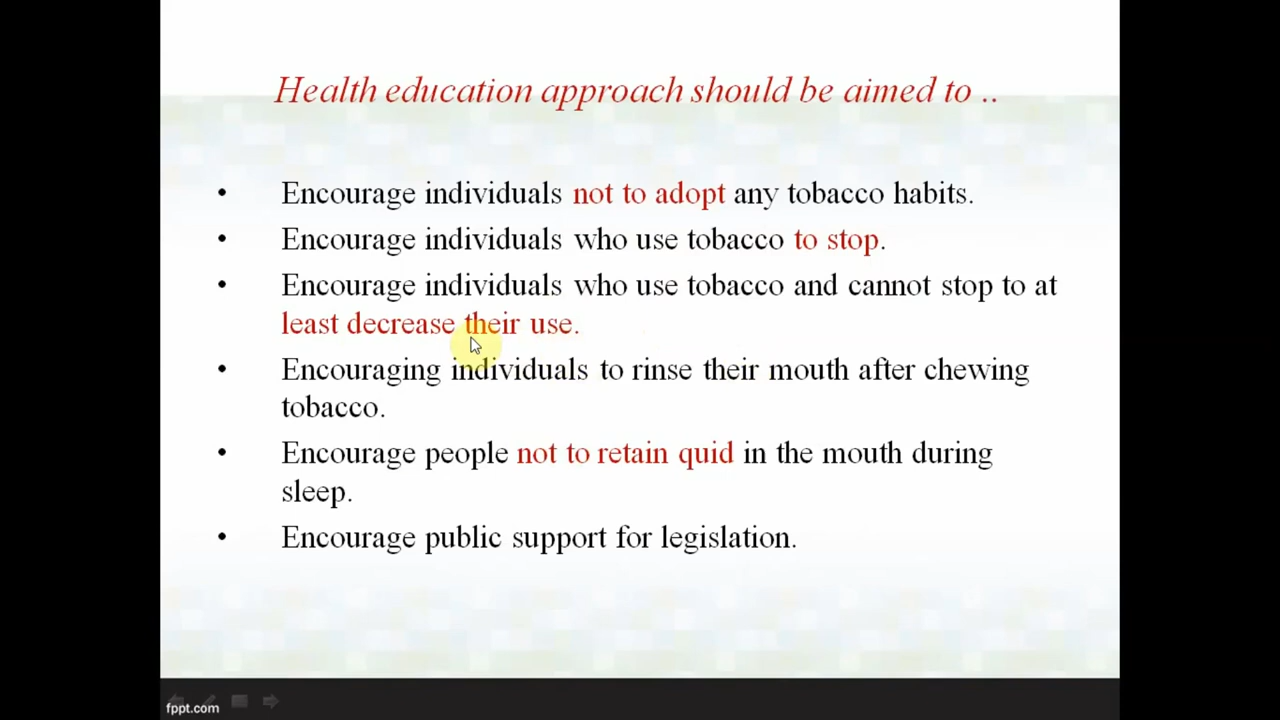 Health education approach should be aimed to ..
• Encourage individuals not to adopt any tobacco habits.
• Encourage individuals who use tobacco to stop.
• Encourage individuals who use tobacco and cannot stop to at
least decrease their use.
• Encouraging individuals to rinse their mouth after chewing
tobacco.
• Encourage people not to retain quid in the mouth during
sleep.
• Encourage public support for legislation.
fppt.com